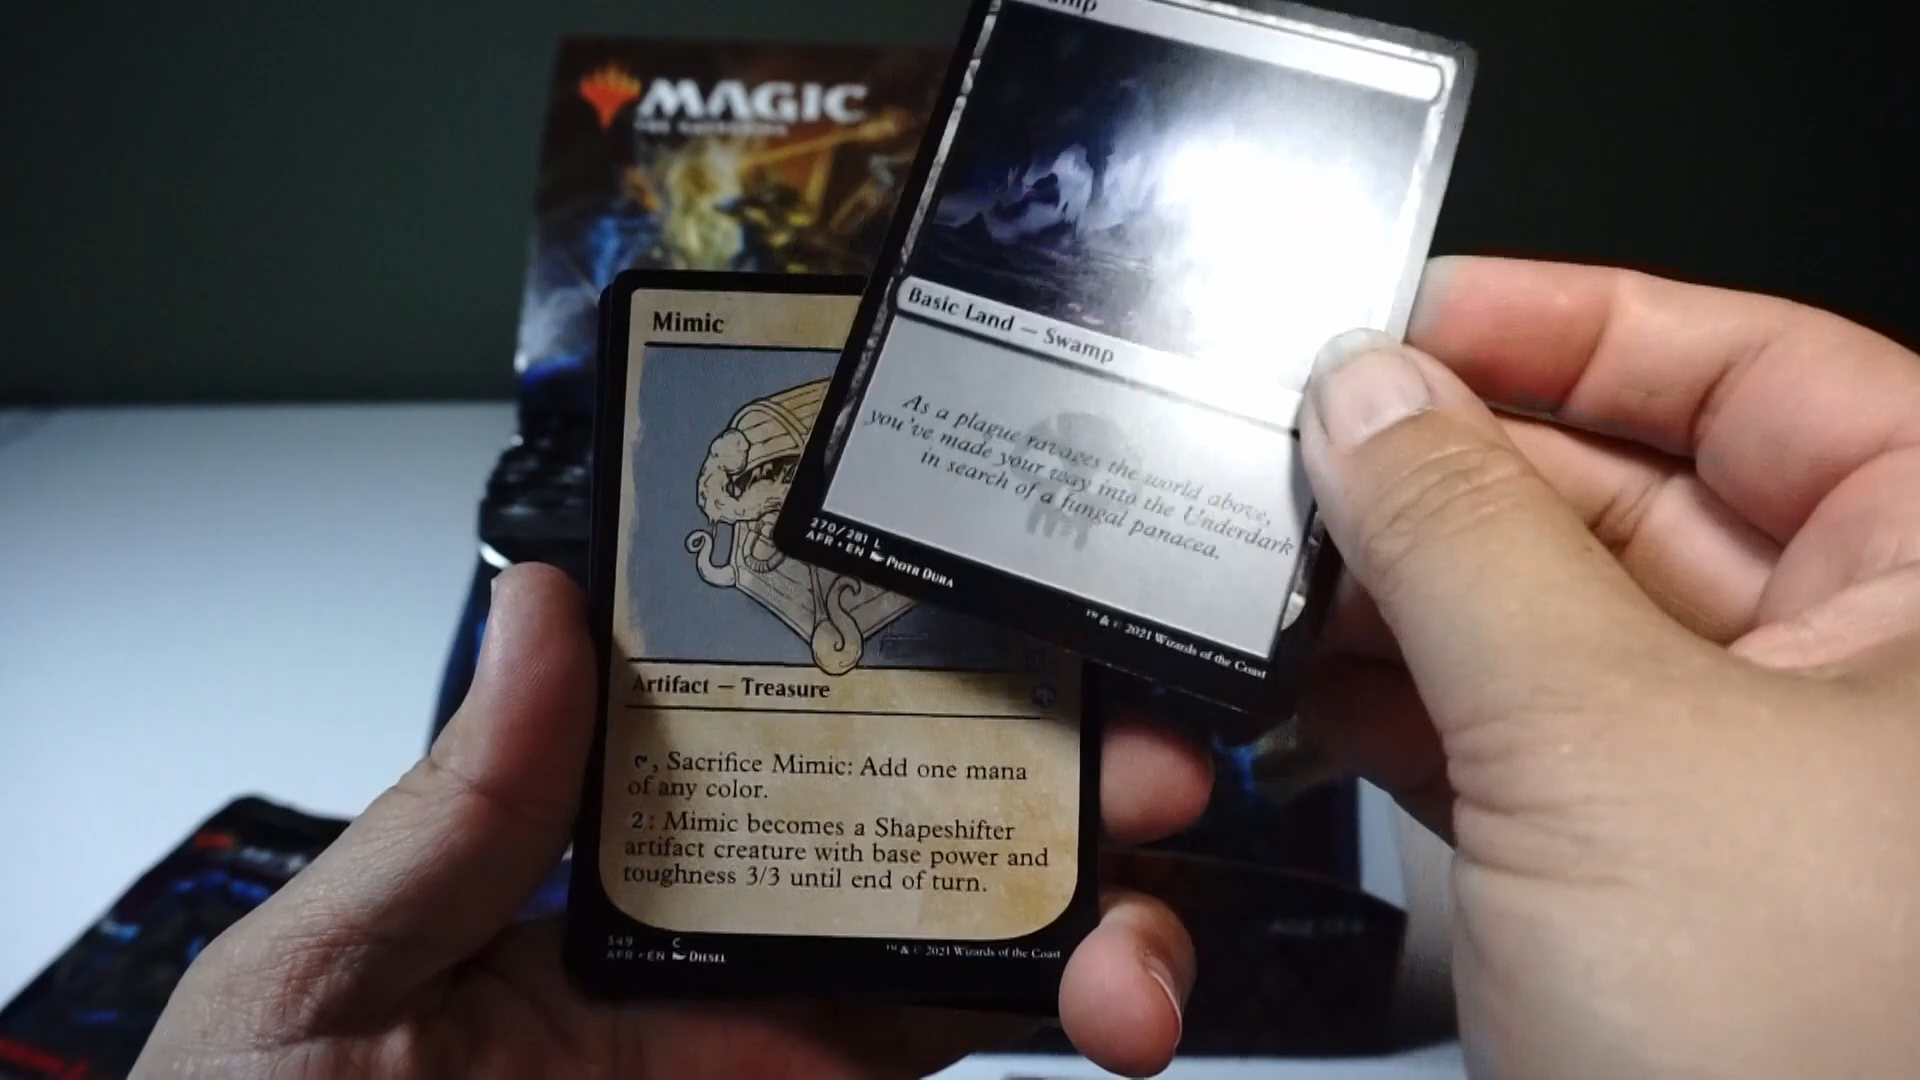 MAGIC
THE GATHERING
Basic Land — Swamp
As a plague ravages the world above,
you've made your way into the Underdark
in search of a fungal panacea.
270/281 L
AFR • EN PIOTR DURA
™ & © 2021 Wizards of the Coast
Mimic
Artifact — Treasure
, Sacrifice Mimic: Add one mana
of any color.
2: Mimic becomes a Shapeshifter
artifact creature with base power and
toughness 3/3 until end of turn.
349 C
AFR • EN DIESEL
™ & © 2021 Wizards of the Coast